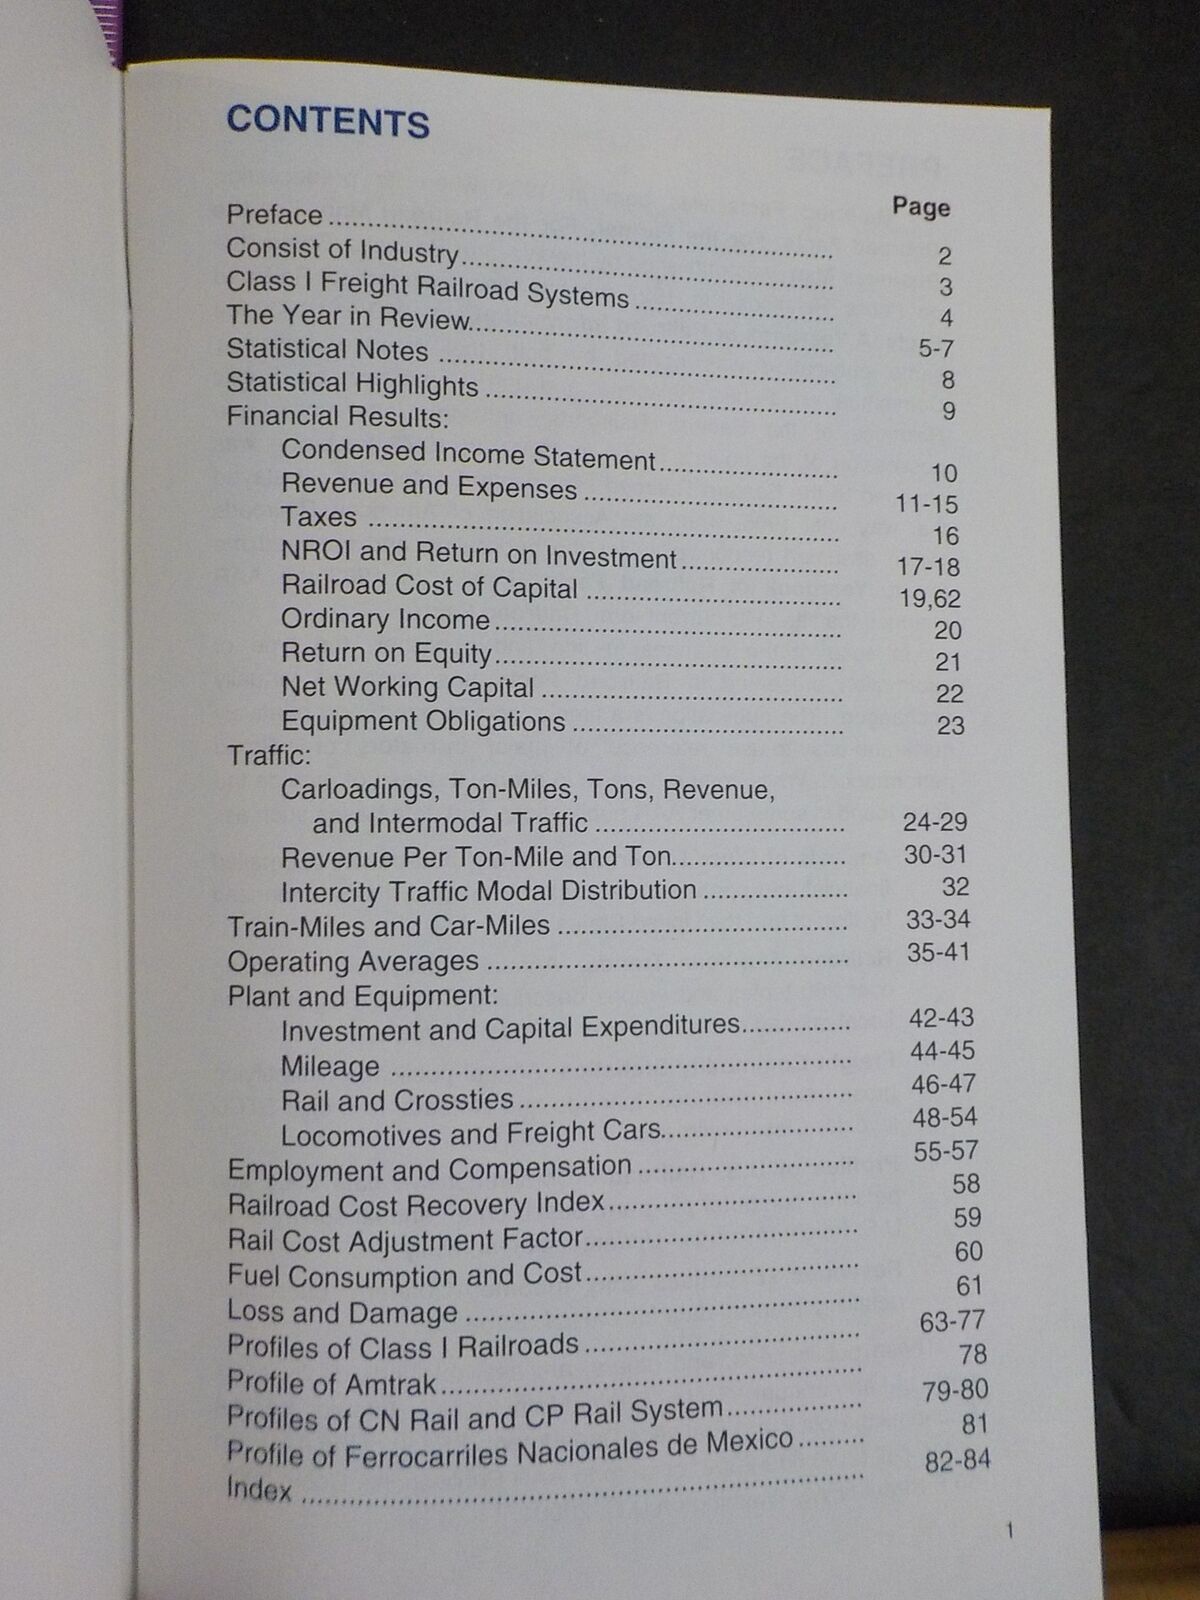 CONTENTS
Page
Preface ........ 2
Consist of Industry ........ 3
Class I Freight Railroad Systems ........ 4
The Year in Review ........ 5-7
Statistical Notes ........ 8
Statistical Highlights ........ 9
Financial Results:
Condensed Income Statement ........ 10
Revenue and Expenses ........ 11-15
Taxes ........ 16
NROI and Return on Investment ........ 17-18
Railroad Cost of Capital ........ 19,62
Ordinary Income ........ 20
Return on Equity ........ 21
Net Working Capital ........ 22
Equipment Obligations ........ 23
Traffic:
Carloadings, Ton-Miles, Tons, Revenue,
and Intermodal Traffic ........ 24-29
Revenue Per Ton-Mile and Ton ........ 30-31
Intercity Traffic Modal Distribution ........ 32
Train-Miles and Car-Miles ........ 33-34
Operating Averages ........ 35-41
Plant and Equipment:
Investment and Capital Expenditures ........ 42-43
Mileage ........ 44-45
Rail and Crossties ........ 46-47
Locomotives and Freight Cars ........ 48-54
Employment and Compensation ........ 55-57
Railroad Cost Recovery Index ........ 58
Rail Cost Adjustment Factor ........ 59
Fuel Consumption and Cost ........ 60
Loss and Damage ........ 61
Profiles of Class I Railroads ........ 63-77
Profile of Amtrak ........ 78
Profiles of CN Rail and CP Rail System ........ 79-80
Profile of Ferrocarriles Nacionales de Mexico ........ 81
Index ........ 82-84
1